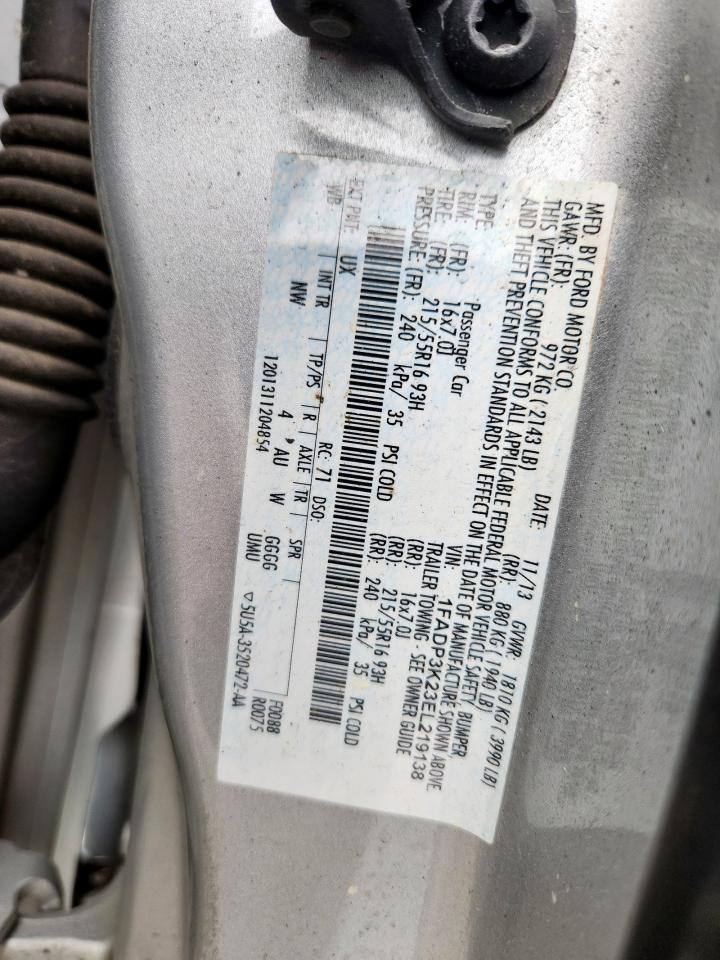 MFD. BY FORD MOTOR CO. DATE: 11/13 GVWR: 1810 KG ( 3990 LB)
GAWR: (FR): 972 KG ( 2143 LB) (RR): 880 KG ( 1940 LB)
THIS VEHICLE CONFORMS TO ALL APPLICABLE FEDERAL MOTOR VEHICLE SAFETY, BUMPER,
AND THEFT PREVENTION STANDARDS IN EFFECT ON THE DATE OF MANUFACTURE SHOWN ABOVE.
VIN: 1FADP3K23EL219138
TYPE: Passenger Car TRAILER TOWING - SEE OWNER GUIDE
RIM: (FR): 16x7.0J (RR): 16x7.0J
TIRE: (FR): 215/55R16 93H (RR): 215/55R16 93H
PRESSURE (FR): 240 kPa/ 35 PSI COLD (RR): 240 kPa/ 35 PSI COLD
EXT PNT: UX RC: 71 DSO: F0088
WB INT TR TP/PS R AXLE TR SPR R0075
NW 4 AU W GGGG
1201311204854 UMU ▽5U5A-3520472-AA